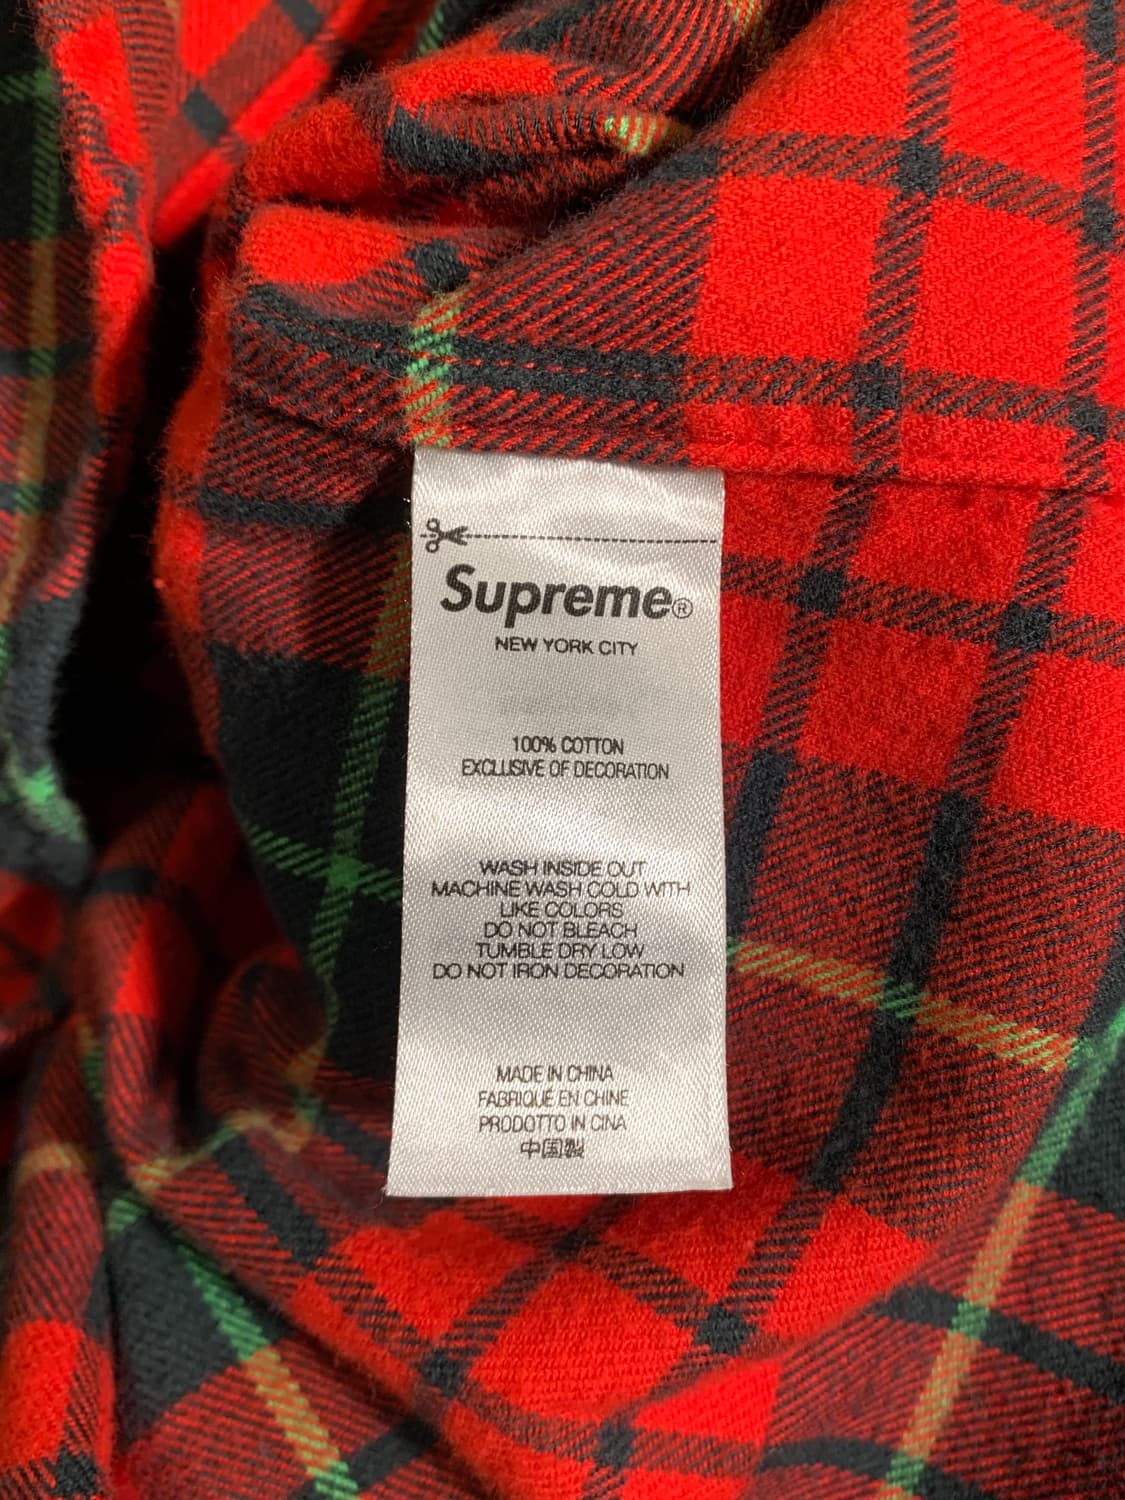 Supreme®
NEW YORK CITY
100% COTTON
EXCLUSIVE OF DECORATION
WASH INSIDE OUT
MACHINE WASH COLD WITH
LIKE COLORS
DO NOT BLEACH
TUMBLE DRY LOW
DO NOT IRON DECORATION
MADE IN CHINA
FABRIQUÉ EN CHINE
PRODOTTO IN CINA
中国製